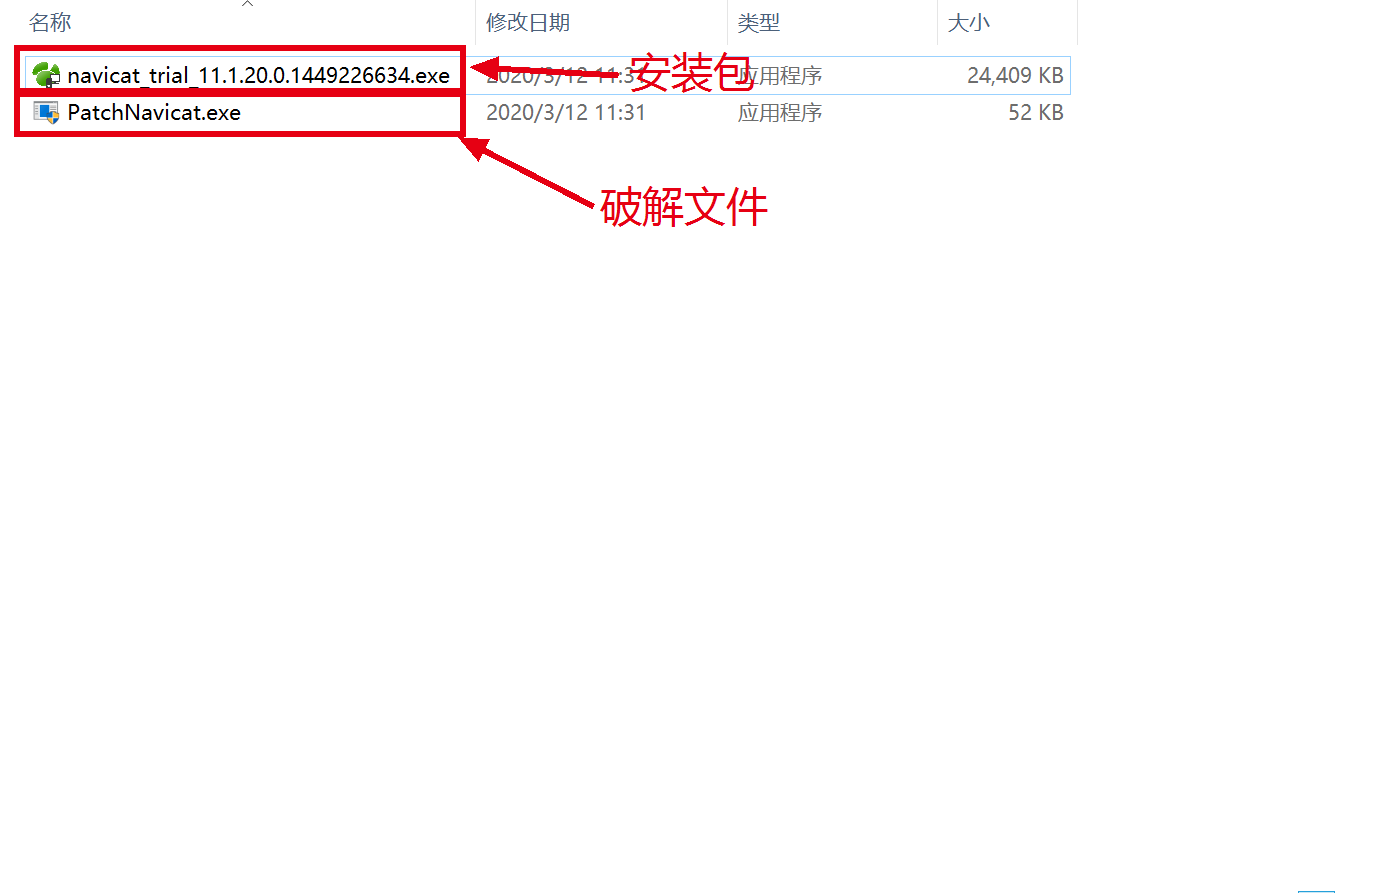 名称 修改日期 类型 大小
navicat_trial_11.1.20.0.1449226634.exe 2020/3/12 11:31 安装包 应用程序 24,409 KB
PatchNavicat.exe 2020/3/12 11:31 应用程序 52 KB
破解文件